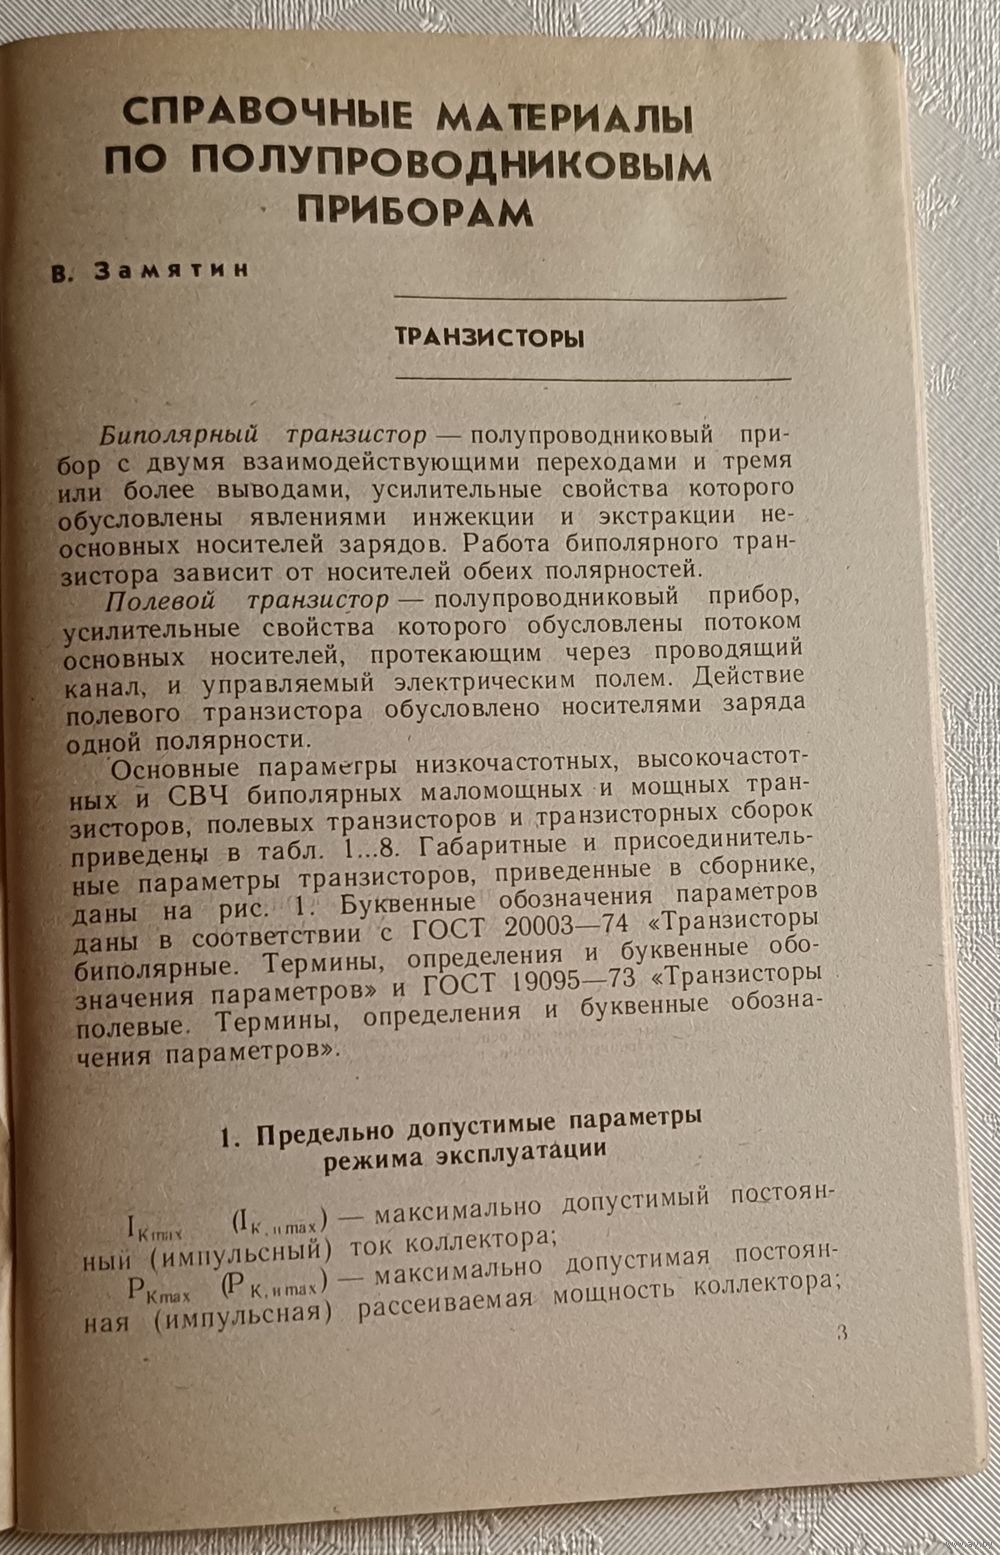 СПРАВОЧНЫЕ МАТЕРИАЛЫ
ПО ПОЛУПРОВОДНИКОВЫМ
ПРИБОРАМ
В. Замятин
ТРАНЗИСТОРЫ
Биполярный транзистор — полупроводниковый при-
бор с двумя взаимодействующими переходами и тремя
или более выводами, усилительные свойства которого
обусловлены явлениями инжекции и экстракции не-
основных носителей зарядов. Работа биполярного тран-
зистора зависит от носителей обеих полярностей.
Полевой транзистор — полупроводниковый прибор,
усилительные свойства которого обусловлены потоком
основных носителей, протекающим через проводящий
канал, и управляемый электрическим полем. Действие
полевого транзистора обусловлено носителями заряда
одной полярности.
Основные параметры низкочастотных, высокочастот-
ных и СВЧ биполярных маломощных и мощных тран-
зисторов, полевых транзисторов и транзисторных сборок
приведены в табл. 1...8. Габаритные и присоединитель-
ные параметры транзисторов, приведенные в сборнике,
даны на рис. 1. Буквенные обозначения параметров
даны в соответствии с ГОСТ 20003—74 «Транзисторы
биполярные. Термины, определения и буквенные обо-
значения параметров» и ГОСТ 19095—73 «Транзисторы
полевые. Термины, определения и буквенные обозна-
чения параметров».
1. Предельно допустимые параметры
режима эксплуатации
I Kmax (I K, и max) — максимально допустимый постоян-
ный (импульсный) ток коллектора;
P Kmax (P K, и max) — максимально допустимая постоян-
ная (импульсная) рассеиваемая мощность коллектора;
3